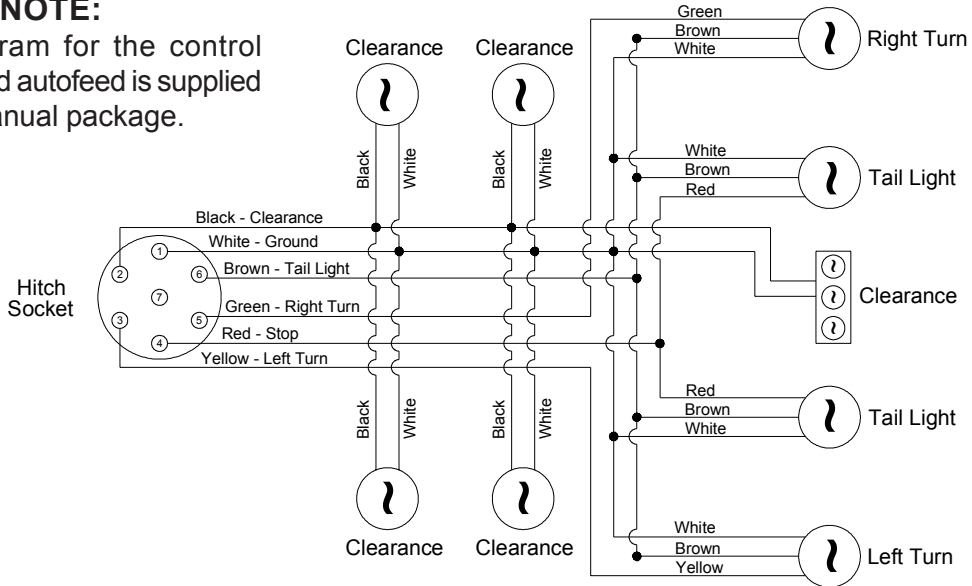 NOTE:
ram for the control
d autofeed is supplied
anual package.
Clearance
Clearance
Green
Brown
White
Right Turn
Black
White
Black
White
White
Brown
Red
Tail Light
Black - Clearance
White - Ground
Brown - Tail Light
Green - Right Turn
Red - Stop
Yellow - Left Turn
Hitch
Socket
1
2
6
7
3
5
4
Clearance
Black
White
Black
White
Red
Brown
White
Tail Light
Clearance
Clearance
White
Brown
Yellow
Left Turn